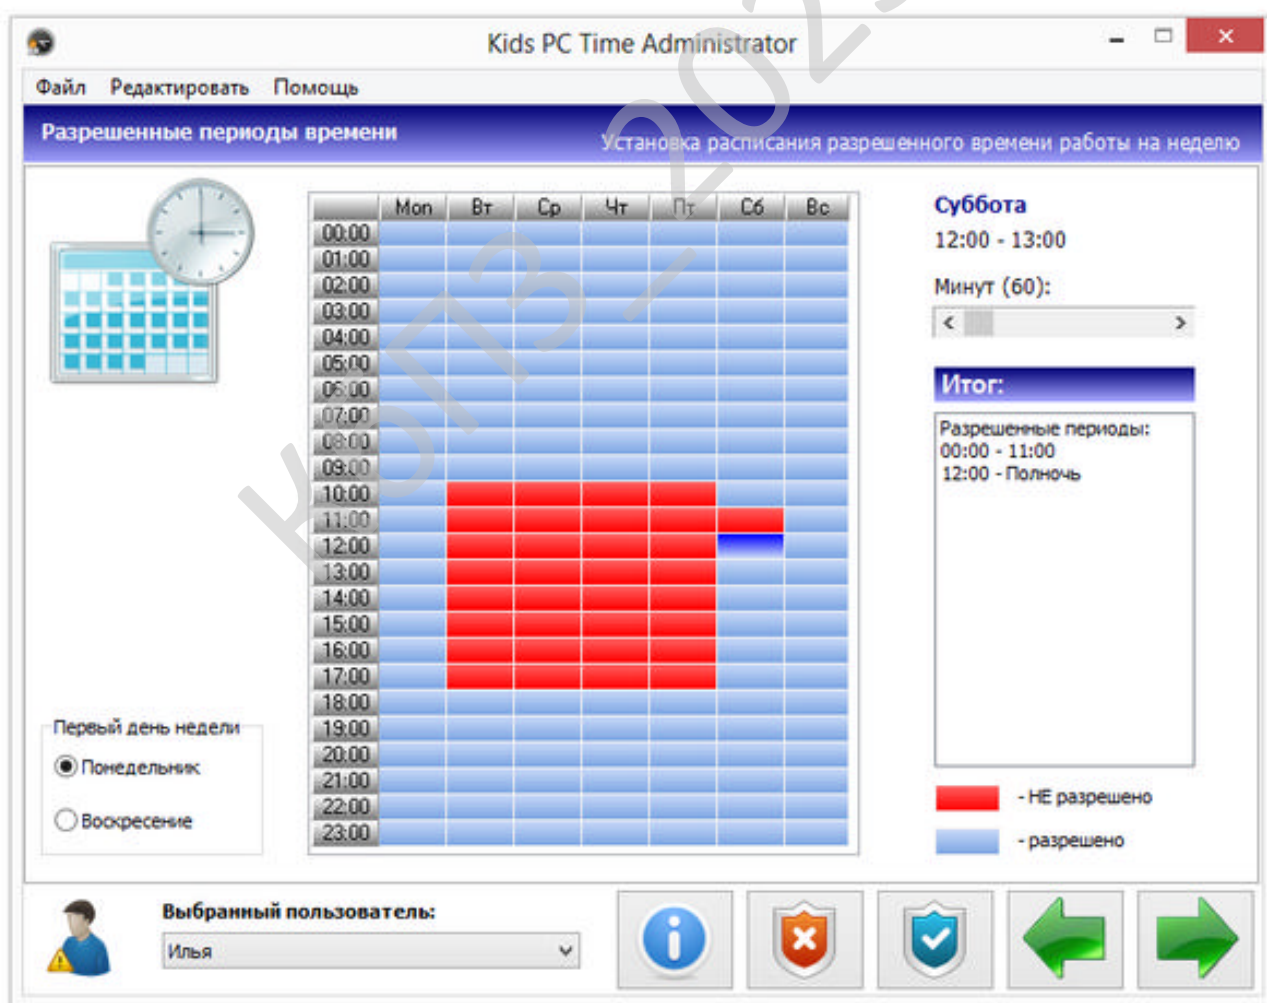 Kids PC Time Administrator
Файл Редактировать Помощь
Разрешенные периоды времени
Установка расписания разрешенного времени работы на неделю
Mon Вт Ср Чт Пт Сб Вс
00:00
01:00
02:00
03:00
04:00
05:00
06:00
07:00
08:00
09:00
10:00
11:00
12:00
13:00
14:00
15:00
16:00
17:00
18:00
19:00
20:00
21:00
22:00
23:00
Суббота
12:00 - 13:00
Минут (60):
Итог:
Разрешенные периоды:
00:00 - 11:00
12:00 - Полночь
- НЕ разрешено
- разрешено
Первый день недели
Понедельник
Воскресение
Выбранный пользователь:
Илья